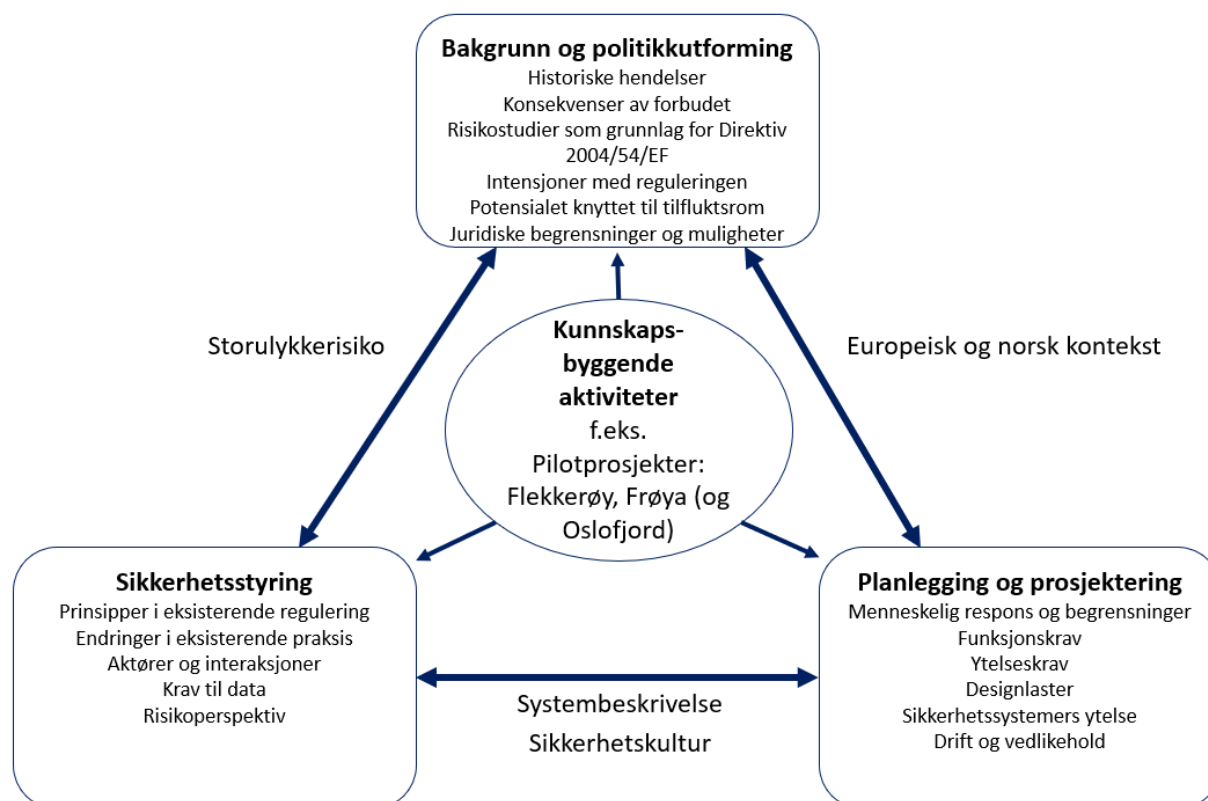 Bakgrunn og politikkutforming
Historiske hendelser
Konsekvenser av forbudet
Risikostudier som grunnlag for Direktiv
2004/54/EF
Intensjoner med reguleringen
Potensialet knyttet til tilfluktsrom
Juridiske begrensninger og muligheter
Storulykkerisiko
Europeisk og norsk kontekst
Kunnskaps-
byggende
aktiviteter
f.eks.
Pilotprosjekter:
Flekkerøy, Frøya (og
Oslofjord)
Sikkerhetsstyring
Prinsipper i eksisterende regulering
Endringer i eksisterende praksis
Aktører og interaksjoner
Krav til data
Risikoperspektiv
Systembeskrivelse
Sikkerhetskultur
Planlegging og prosjektering
Menneskelig respons og begrensninger
Funksjonskrav
Ytelseskrav
Designlaster
Sikkerhetssystemers ytelse
Drift og vedlikehold